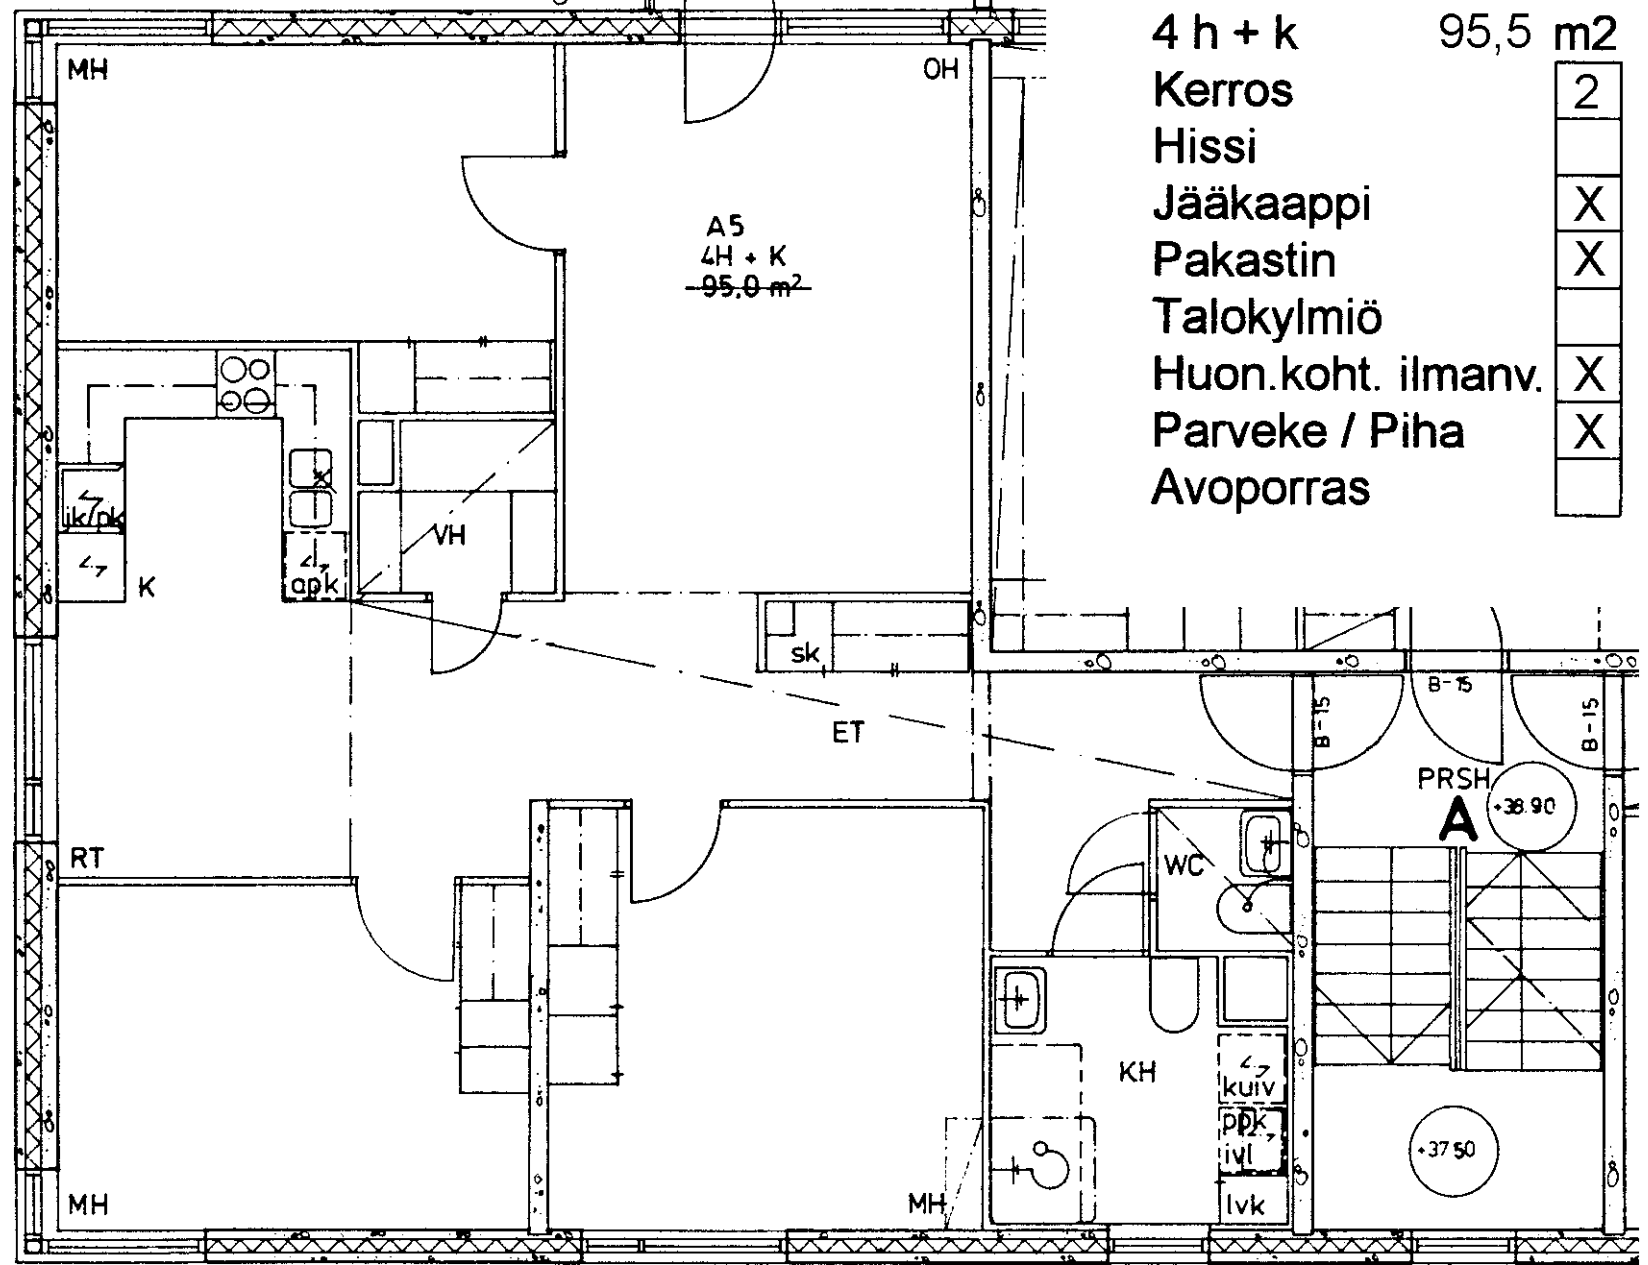 4 h + k 95,5 m2
Kerros 2
Hissi
Jääkaappi X
Pakastin X
Talokylmiö
Huon.koht. ilmanv. X
Parveke / Piha X
Avoporras
MH
OH
A5
4H + K
95,0 m²
jk/pk
VH
K
apk
sk
ET
B-15
B-15
B-15
PRSH
A
+38.90
RT
WC
KH
kuiv
ppk
ivl
lvk
+37.50
MH
MH